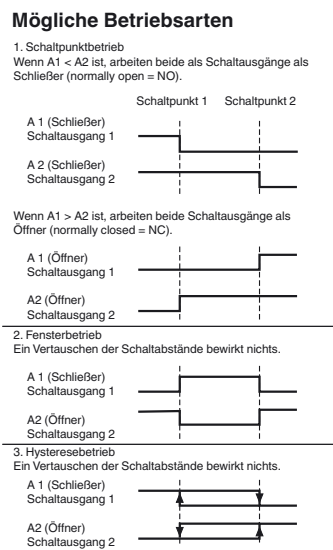 Mögliche Betriebsarten
1. Schaltpunktbetrieb
Wenn A1 < A2 ist, arbeiten beide als Schaltausgänge als
Schließer (normally open = NO).
Schaltpunkt 1 Schaltpunkt 2
A 1 (Schließer)
Schaltausgang 1
A 2 (Schließer)
Schaltausgang 2
Wenn A1 > A2 ist, arbeiten beide Schaltausgänge als
Öffner (normally closed = NC).
A 1 (Öffner)
Schaltausgang 1
A2 (Öffner)
Schaltausgang 2
2. Fensterbetrieb
Ein Vertauschen der Schaltabstände bewirkt nichts.
A 1 (Schließer)
Schaltausgang 1
A2 (Öffner)
Schaltausgang 2
3. Hysteresebetrieb
Ein Vertauschen der Schaltabstände bewirkt nichts.
A 1 (Schließer)
Schaltausgang 1
A2 (Öffner)
Schaltausgang 2